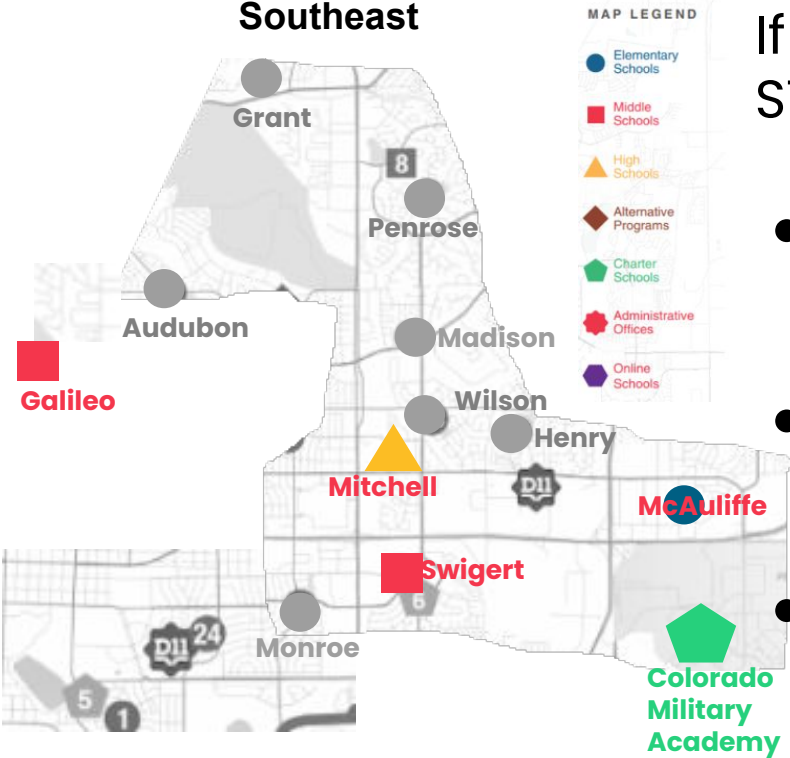 Southeast
MAP LEGEND
Elementary
Schools
Middle
Schools
High
Schools
Alternative
Programs
Charter
Schools
Administrative
Offices
Online
Schools
If
Grant
8
Penrose
Audubon
Madison
Galileo
Wilson
Henry
Mitchell
D11
McAuliffe
Swigert
6
Monroe
D11
24
5
1
Colorado
Military
Academy